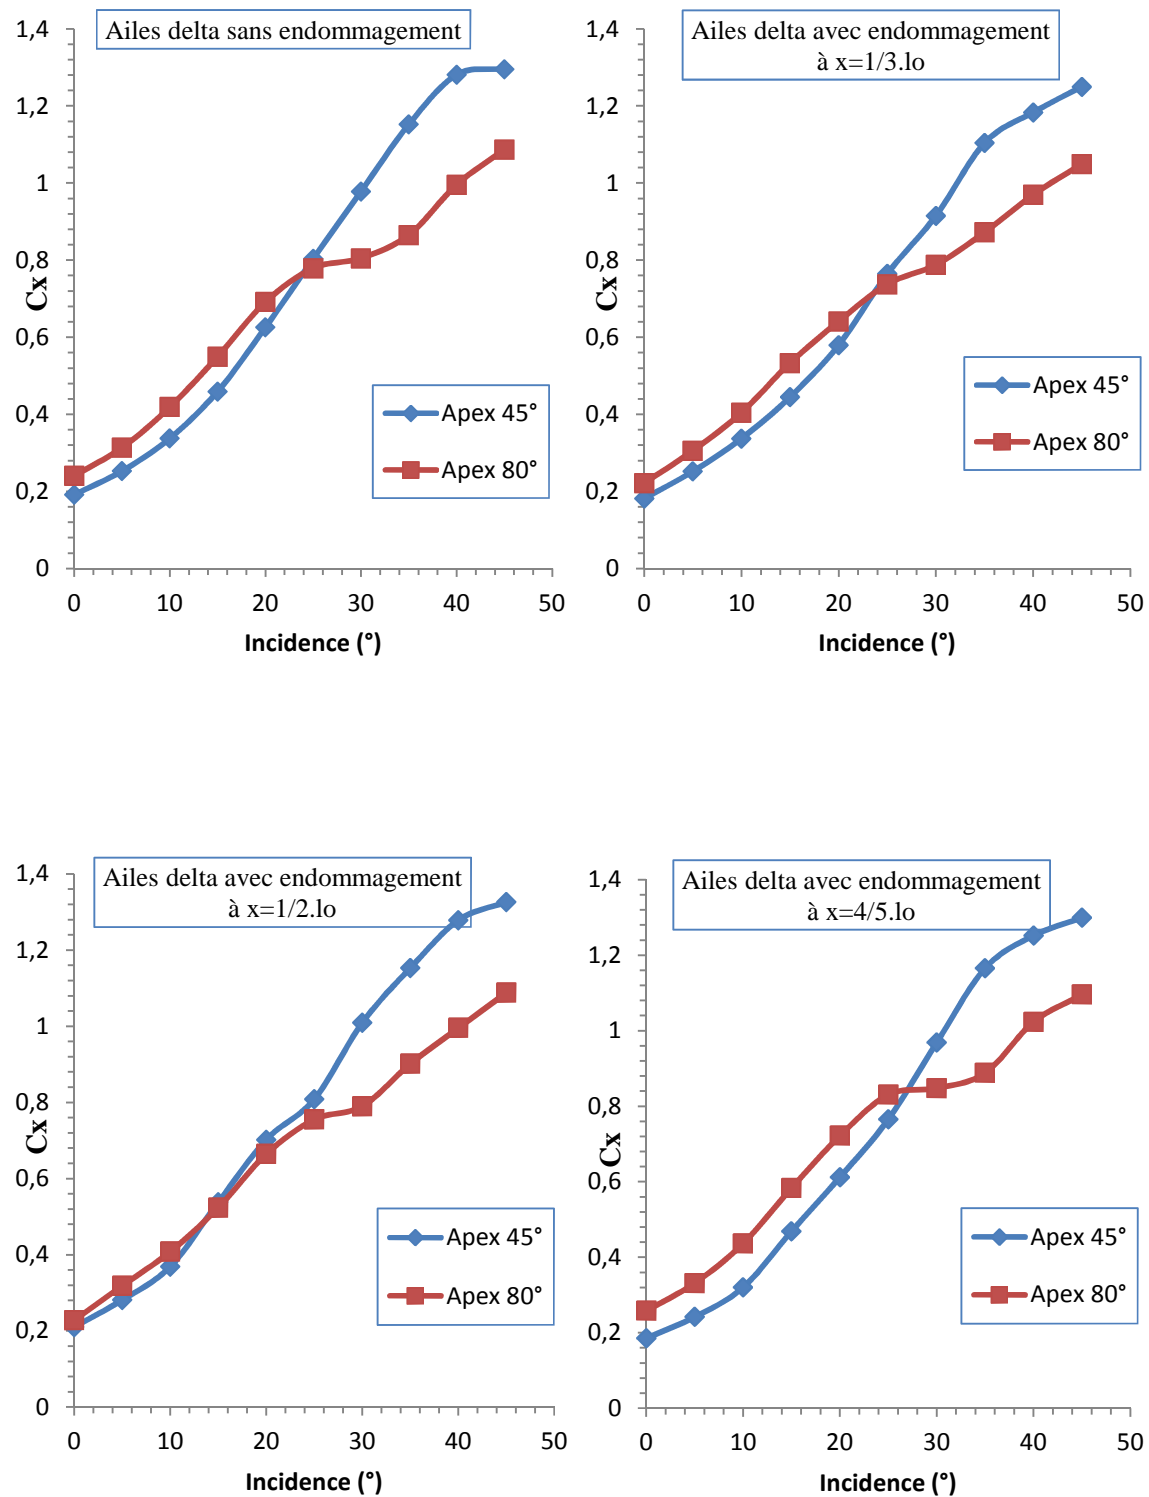 Ailes delta sans endommagement
1,4
1,2
1
0,8
0,6
0,4
0,2
0
Cx
Apex 45°
Apex 80°
0 10 20 30 40 50
Incidence (°)
Ailes delta avec endommagement
à x=1/3.lo
1,4
1,2
1
0,8
0,6
0,4
0,2
0
Cx
Apex 45°
Apex 80°
0 10 20 30 40 50
Incidence (°)
Ailes delta avec endommagement
à x=1/2.lo
1,4
1,2
1
0,8
0,6
0,4
0,2
0
Cx
Apex 45°
Apex 80°
0 10 20 30 40 50
Incidence (°)
Ailes delta avec endommagement
à x=4/5.lo
1,4
1,2
1
0,8
0,6
0,4
0,2
0
Cx
Apex 45°
Apex 80°
0 10 20 30 40 50
Incidence (°)